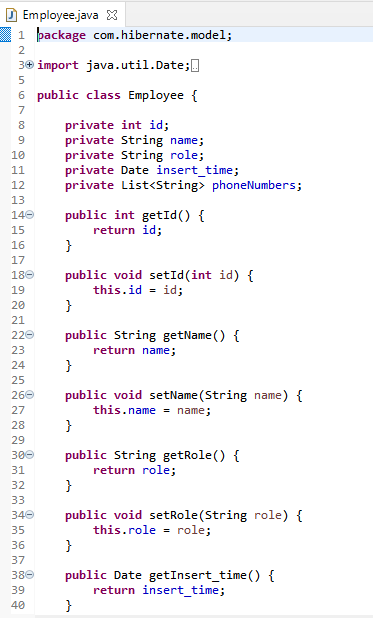 Employee.java
1 package com.hibernate.model;
2
3 import java.util.Date;
5
6 public class Employee {
7
8 private int id;
9 private String name;
10 private String role;
11 private Date insert_time;
12 private List<String> phoneNumbers;
13
14 public int getId() {
15 return id;
16 }
17
18 public void setId(int id) {
19 this.id = id;
20 }
21
22 public String getName() {
23 return name;
24 }
25
26 public void setName(String name) {
27 this.name = name;
28 }
29
30 public String getRole() {
31 return role;
32 }
33
34 public void setRole(String role) {
35 this.role = role;
36 }
37
38 public Date getInsert_time() {
39 return insert_time;
40 }